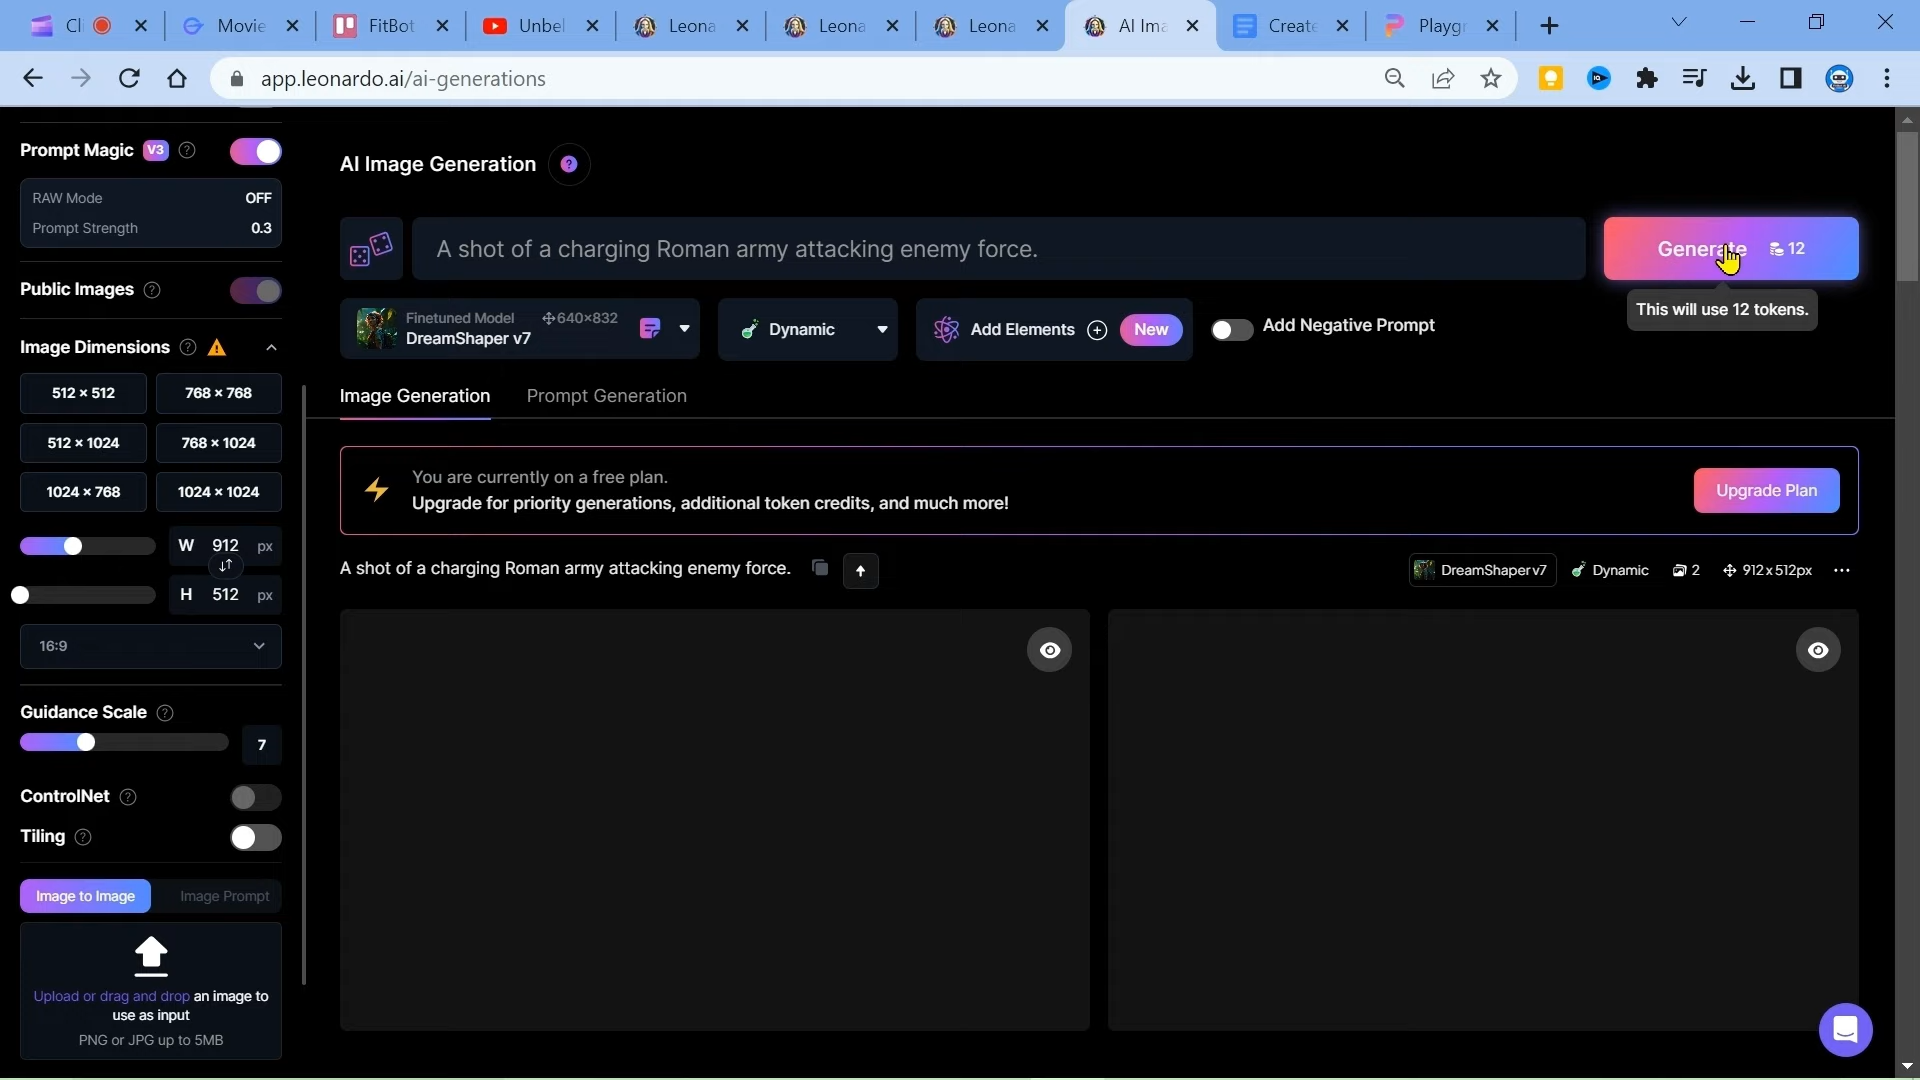 Cli
Movie
FitBot
Unbel
Leona
Leona
Leona
AI Ima
Create
Playgr
app.leonardo.ai/ai-generations
Prompt Magic V3
RAW Mode OFF
Prompt Strength 0.3
Public Images
Image Dimensions
512 × 512 768 × 768
512 × 1024 768 × 1024
1024 × 768 1024 × 1024
W 912 px
H 512 px
16:9
Guidance Scale
7
ControlNet
Tiling
Image to Image Image Prompt
Upload or drag and drop an image to
use as input
PNG or JPG up to 5MB
AI Image Generation
A shot of a charging Roman army attacking enemy force.
Generate 12
This will use 12 tokens.
Finetuned Model 640×832
DreamShaper v7
Dynamic
Add Elements New
Add Negative Prompt
Image Generation Prompt Generation
You are currently on a free plan.
Upgrade for priority generations, additional token credits, and much more!
Upgrade Plan
A shot of a charging Roman army attacking enemy force.
DreamShaper v7 Dynamic 2 912 x 512px